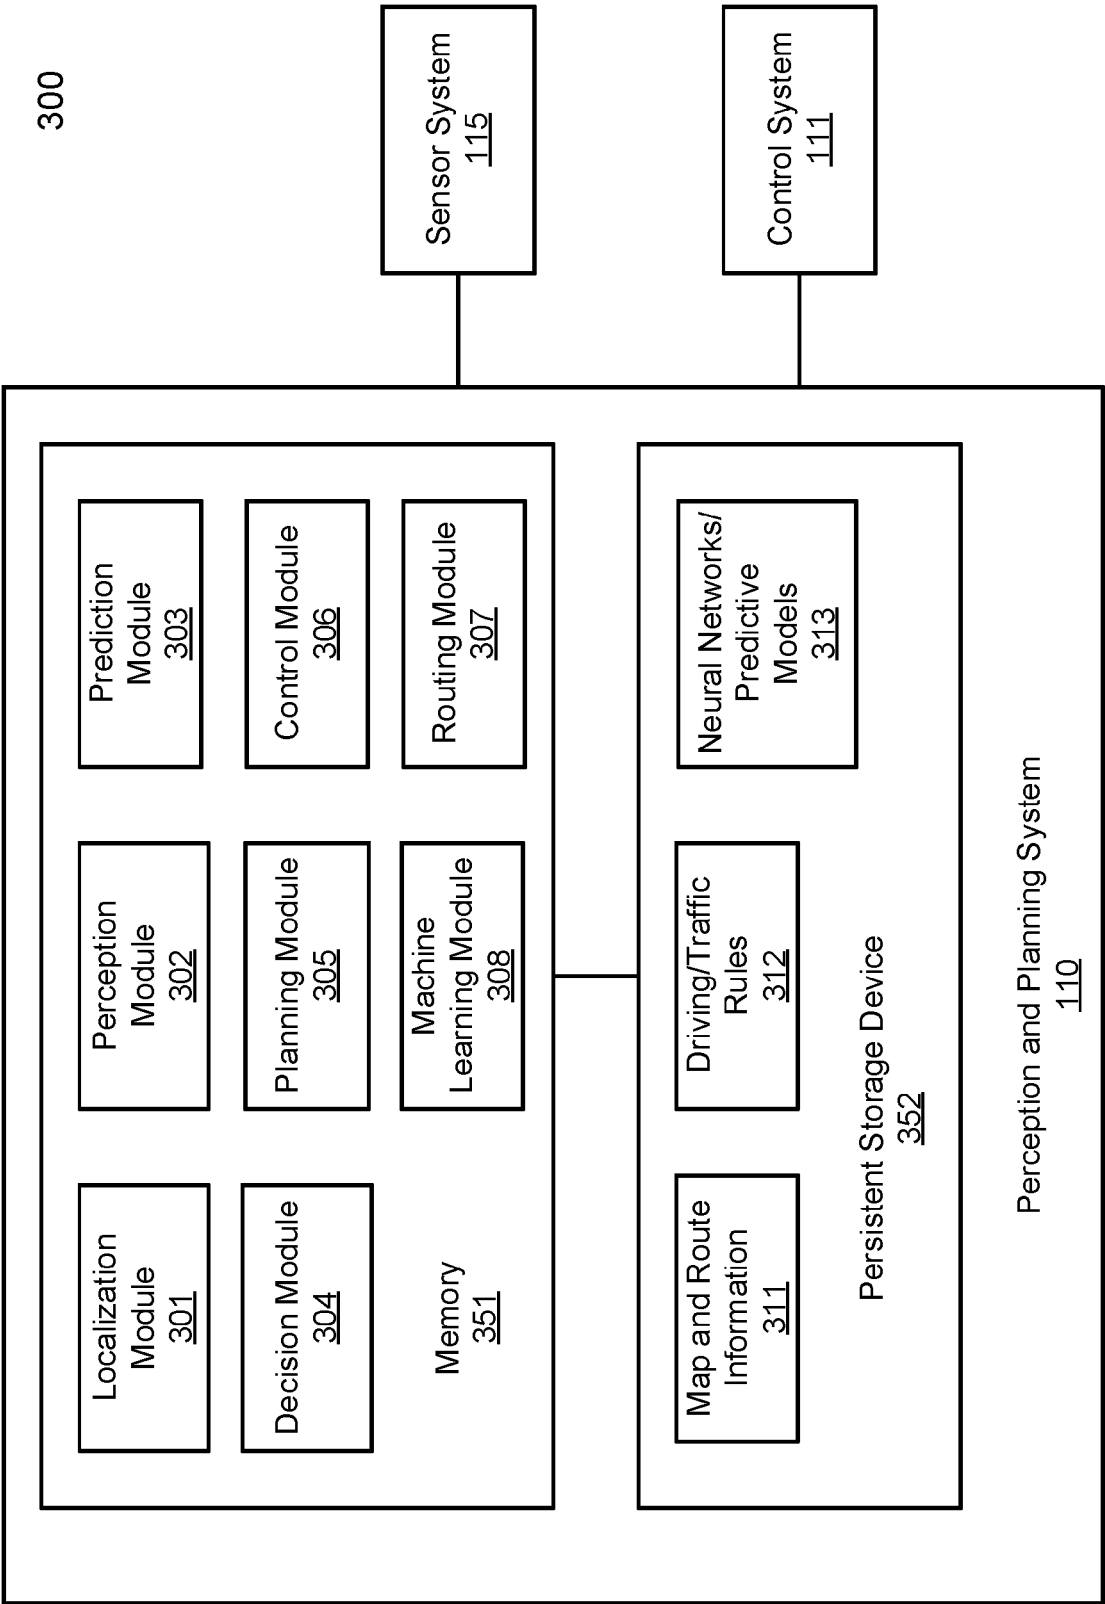 300
Localization
Module
301
Perception
Module
302
Prediction
Module
303
Decision Module
304
Planning Module
305
Control Module
306
Memory
351
Machine
Learning Module
308
Routing Module
307
Sensor System
115
Map and Route
Information
311
Driving/Traffic
Rules
312
Neural Networks/
Predictive
Models
313
Persistent Storage Device
352
Control System
111
Perception and Planning System
110